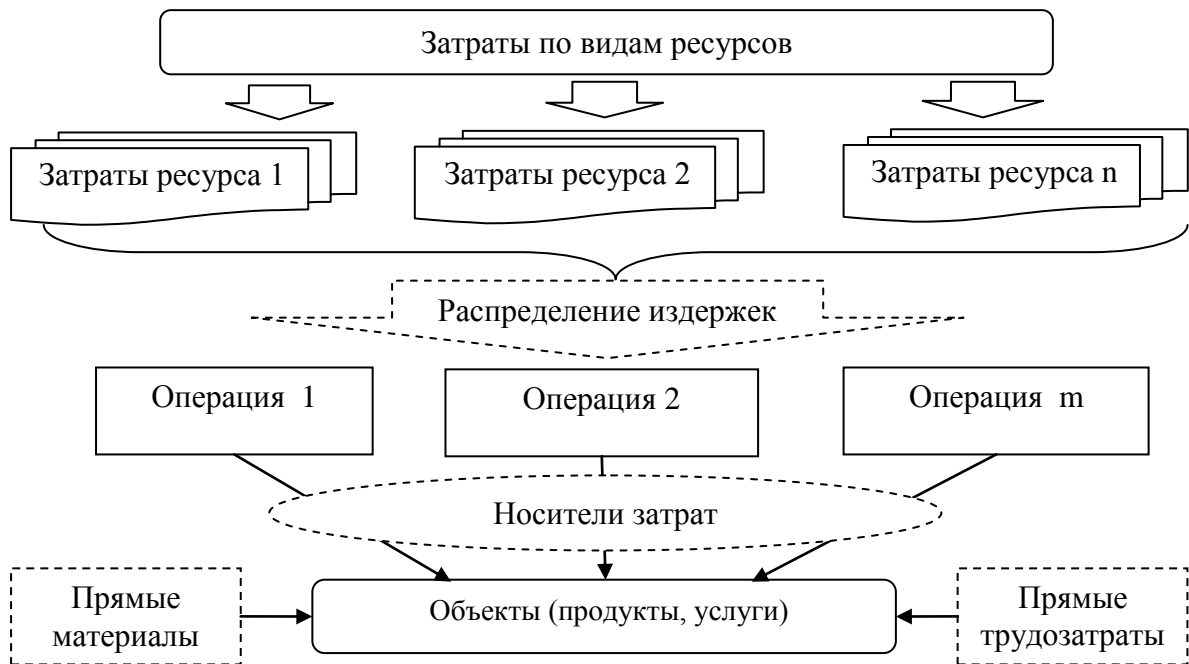 Затраты по видам ресурсов
Затраты ресурса 1
Затраты ресурса 2
Затраты ресурса n
Распределение издержек
Операция 1
Операция 2
Операция m
Носители затрат
Прямые
материалы
Объекты (продукты, услуги)
Прямые
трудозатраты